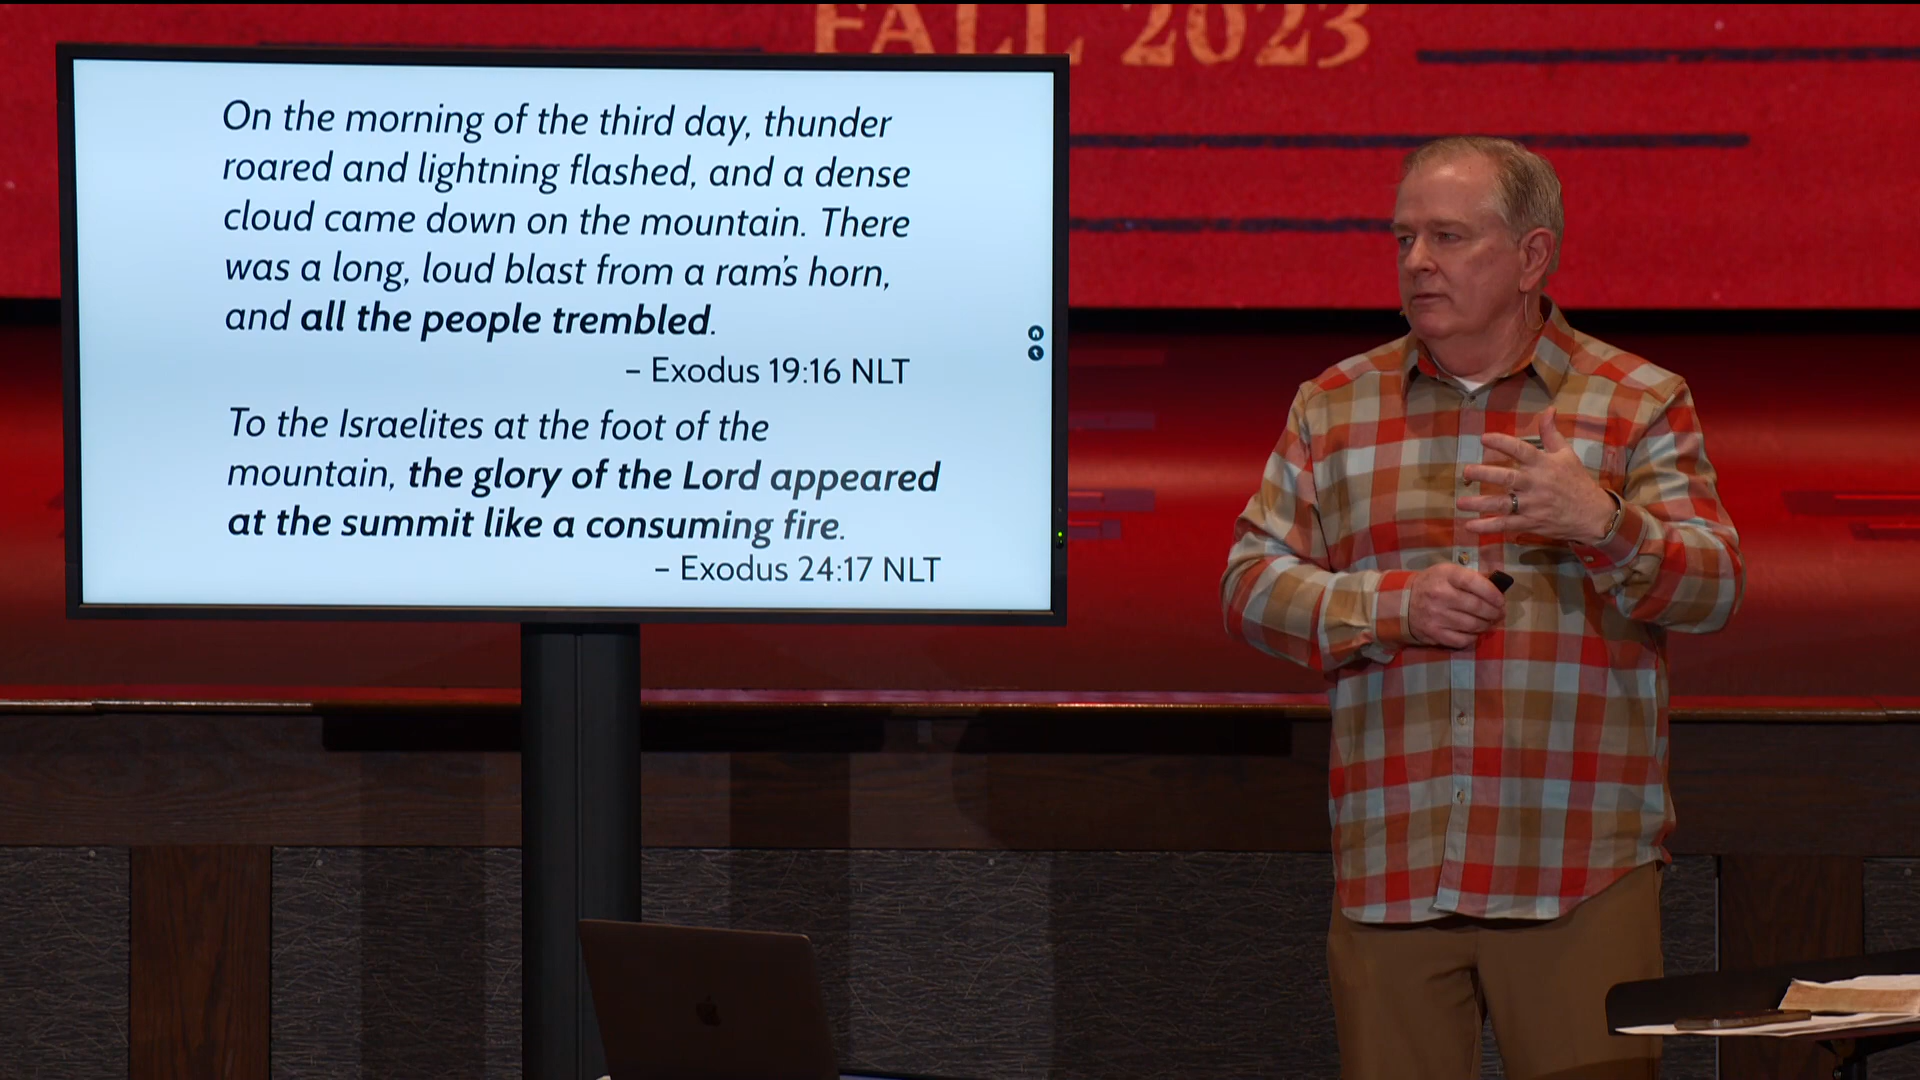 FALL 2023
On the morning of the third day, thunder
roared and lightning flashed, and a dense
cloud came down on the mountain. There
was a long, loud blast from a ram's horn,
and all the people trembled.
– Exodus 19:16 NLT
To the Israelites at the foot of the
mountain, the glory of the Lord appeared
at the summit like a consuming fire.
– Exodus 24:17 NLT